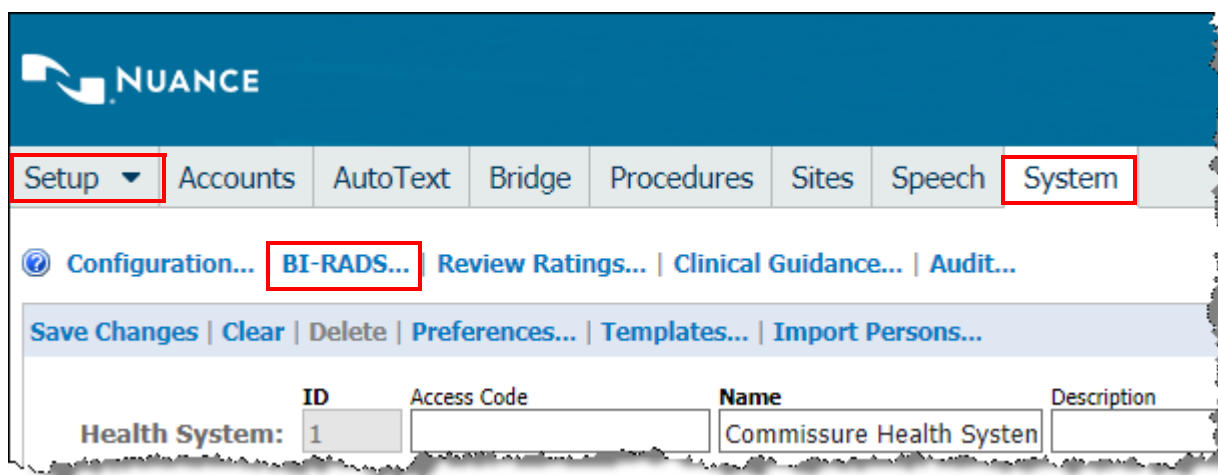 NUANCE
Setup Accounts AutoText Bridge Procedures Sites Speech System
Configuration... BI-RADS... | Review Ratings... | Clinical Guidance... | Audit...
Save Changes | Clear | Delete | Preferences... | Templates... | Import Persons...
ID Access Code Name Description
Health System: 1 Commissure Health System